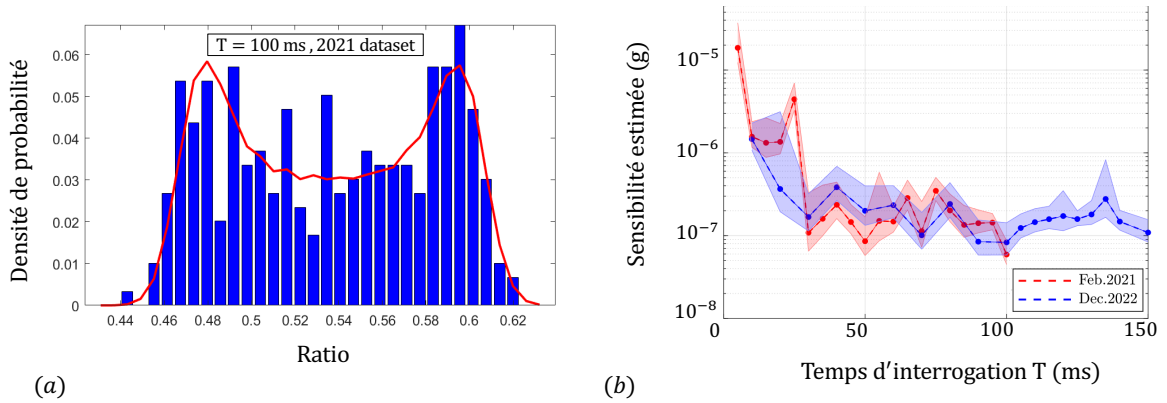 T = 100 ms , 2021 dataset
Densité de probabilité
0.06
0.05
0.04
0.03
0.02
0.01
0
0.44
0.46
0.48
0.5
0.52
0.54
0.56
0.58
0.6
0.62
Ratio
(a)
Sensibilité estimée (g)
10⁻⁵
10⁻⁶
10⁻⁷
10⁻⁸
0
50
100
150
Feb.2021
Dec.2022
Temps d'interrogation T (ms)
(b)